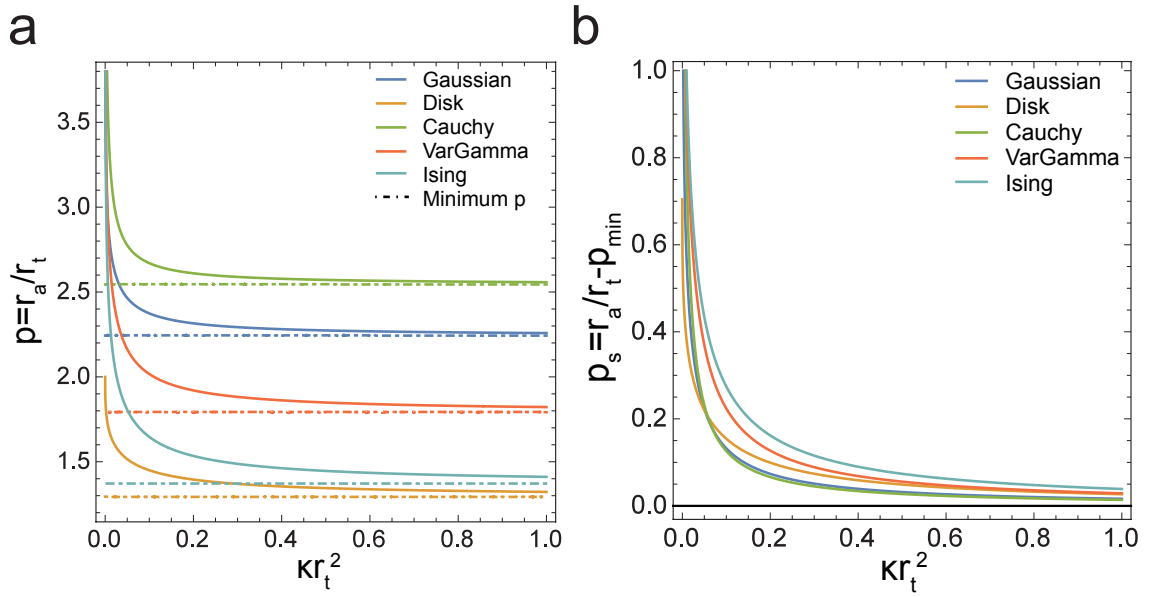 a
Gaussian
Disk
Cauchy
VarGamma
Ising
Minimum p
3.5
3.0
2.5
2.0
1.5
0.0 0.2 0.4 0.6 0.8 1.0
p=r_a/r_t
κr_t^2
b
Gaussian
Disk
Cauchy
VarGamma
Ising
1.0
0.8
0.6
0.4
0.2
0.0
0.0 0.2 0.4 0.6 0.8 1.0
p_s=r_a/r_t-p_min
κr_t^2